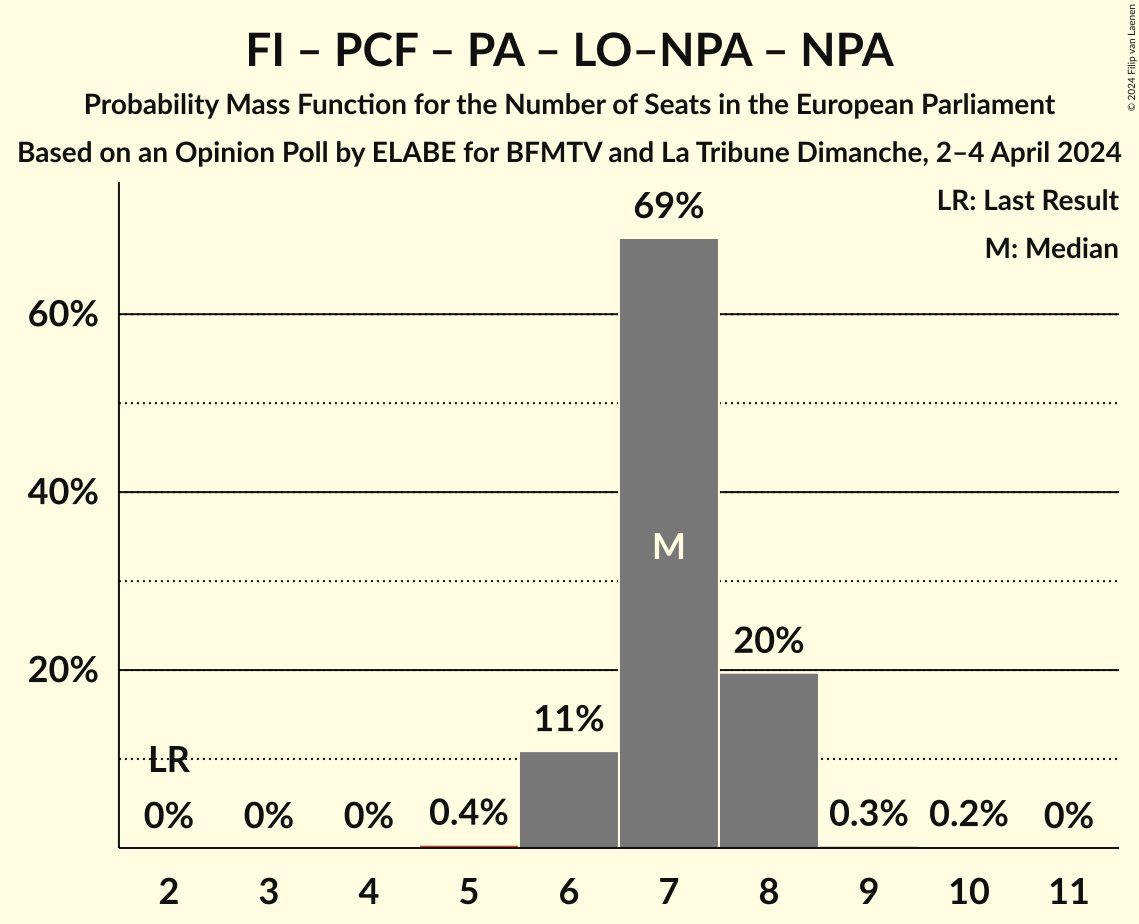 FI – PCF – PA – LO–NPA – NPA
Probability Mass Function for the Number of Seats in the European Parliament
Based on an Opinion Poll by ELABE for BFMTV and La Tribune Dimanche, 2–4 April 2024
© 2024 Filip van Laenen
LR: Last Result
M: Median
69%
60%
40%
M
20%
20%
11%
LR
0% 0% 0% 0.4% 0.3% 0.2% 0%
2 3 4 5 6 7 8 9 10 11